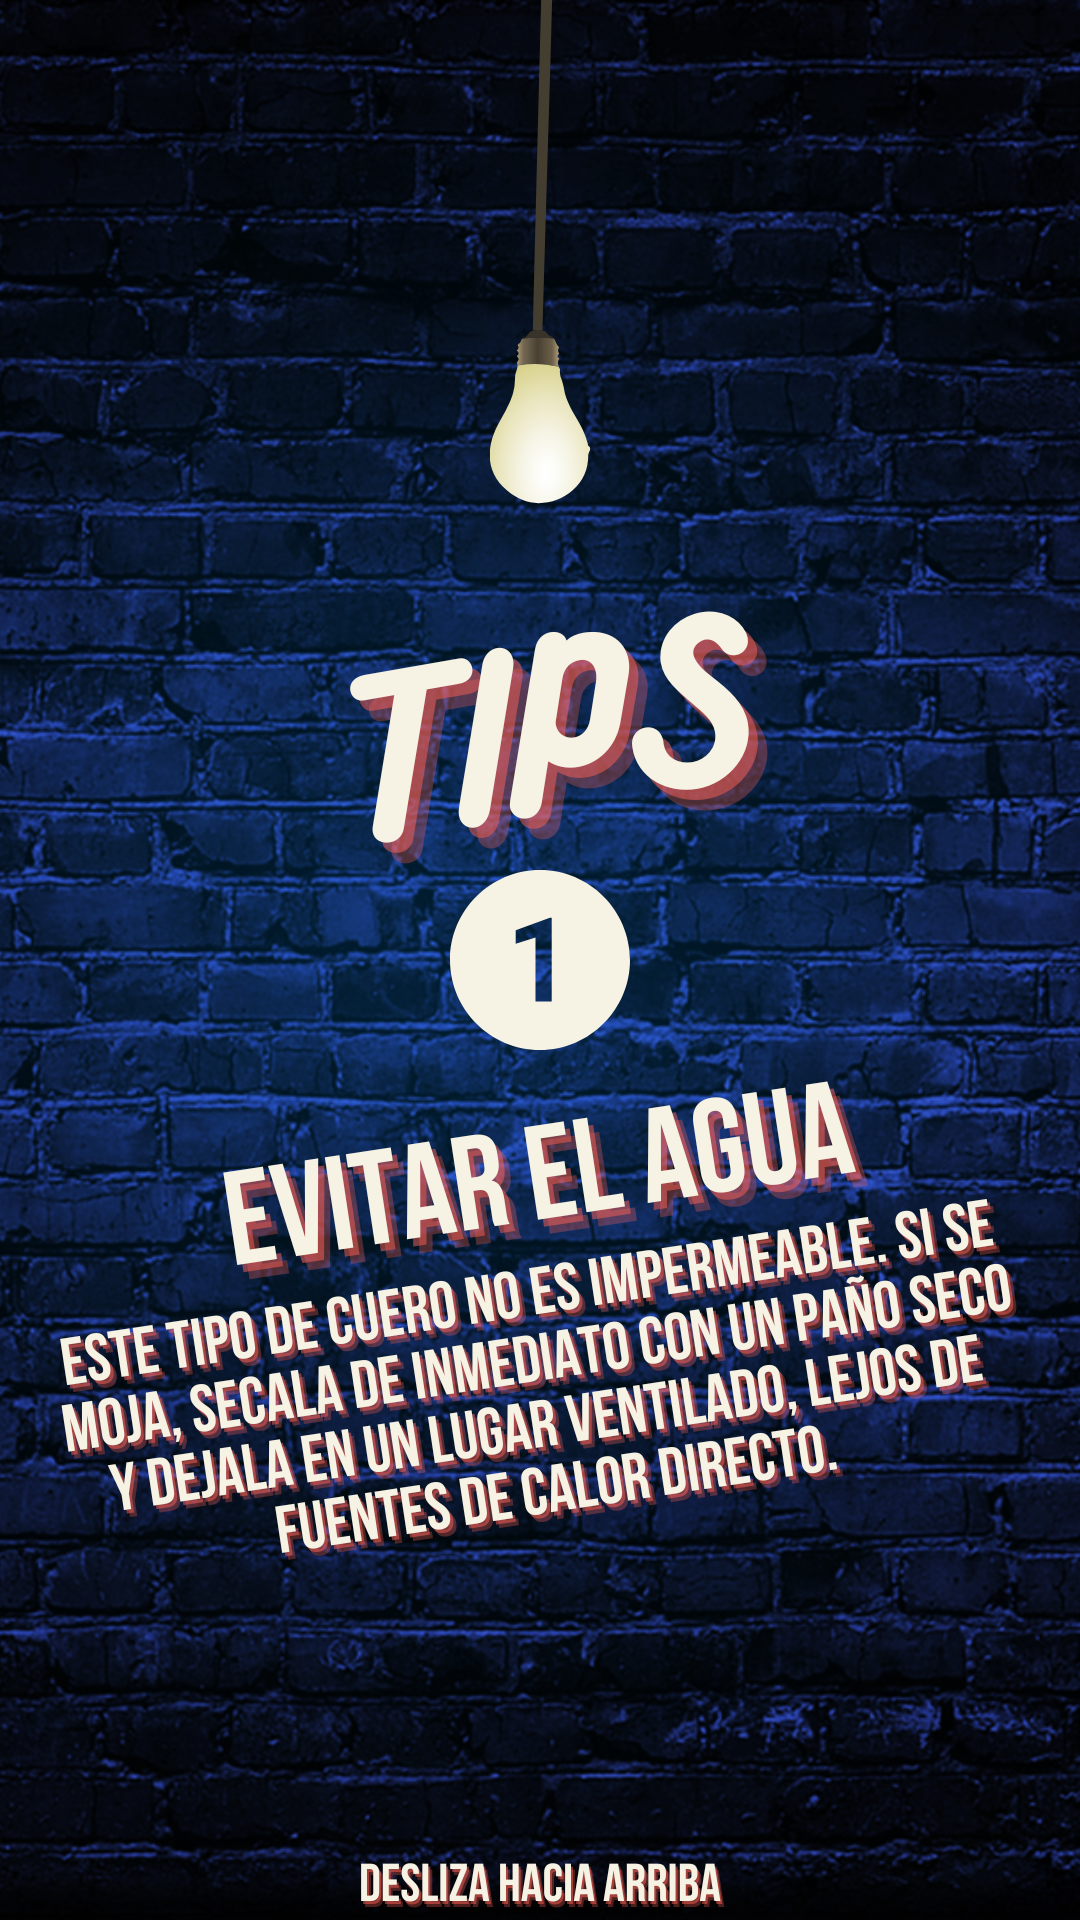 TIPS
1
EVITAR EL AGUA
ESTE TIPO DE CUERO NO ES IMPERMEABLE. SI SE
MOJA, SECALA DE INMEDIATO CON UN PAÑO SECO
Y DEJALA EN UN LUGAR VENTILADO, LEJOS DE
FUENTES DE CALOR DIRECTO.
DESLIZA HACIA ARRIBA